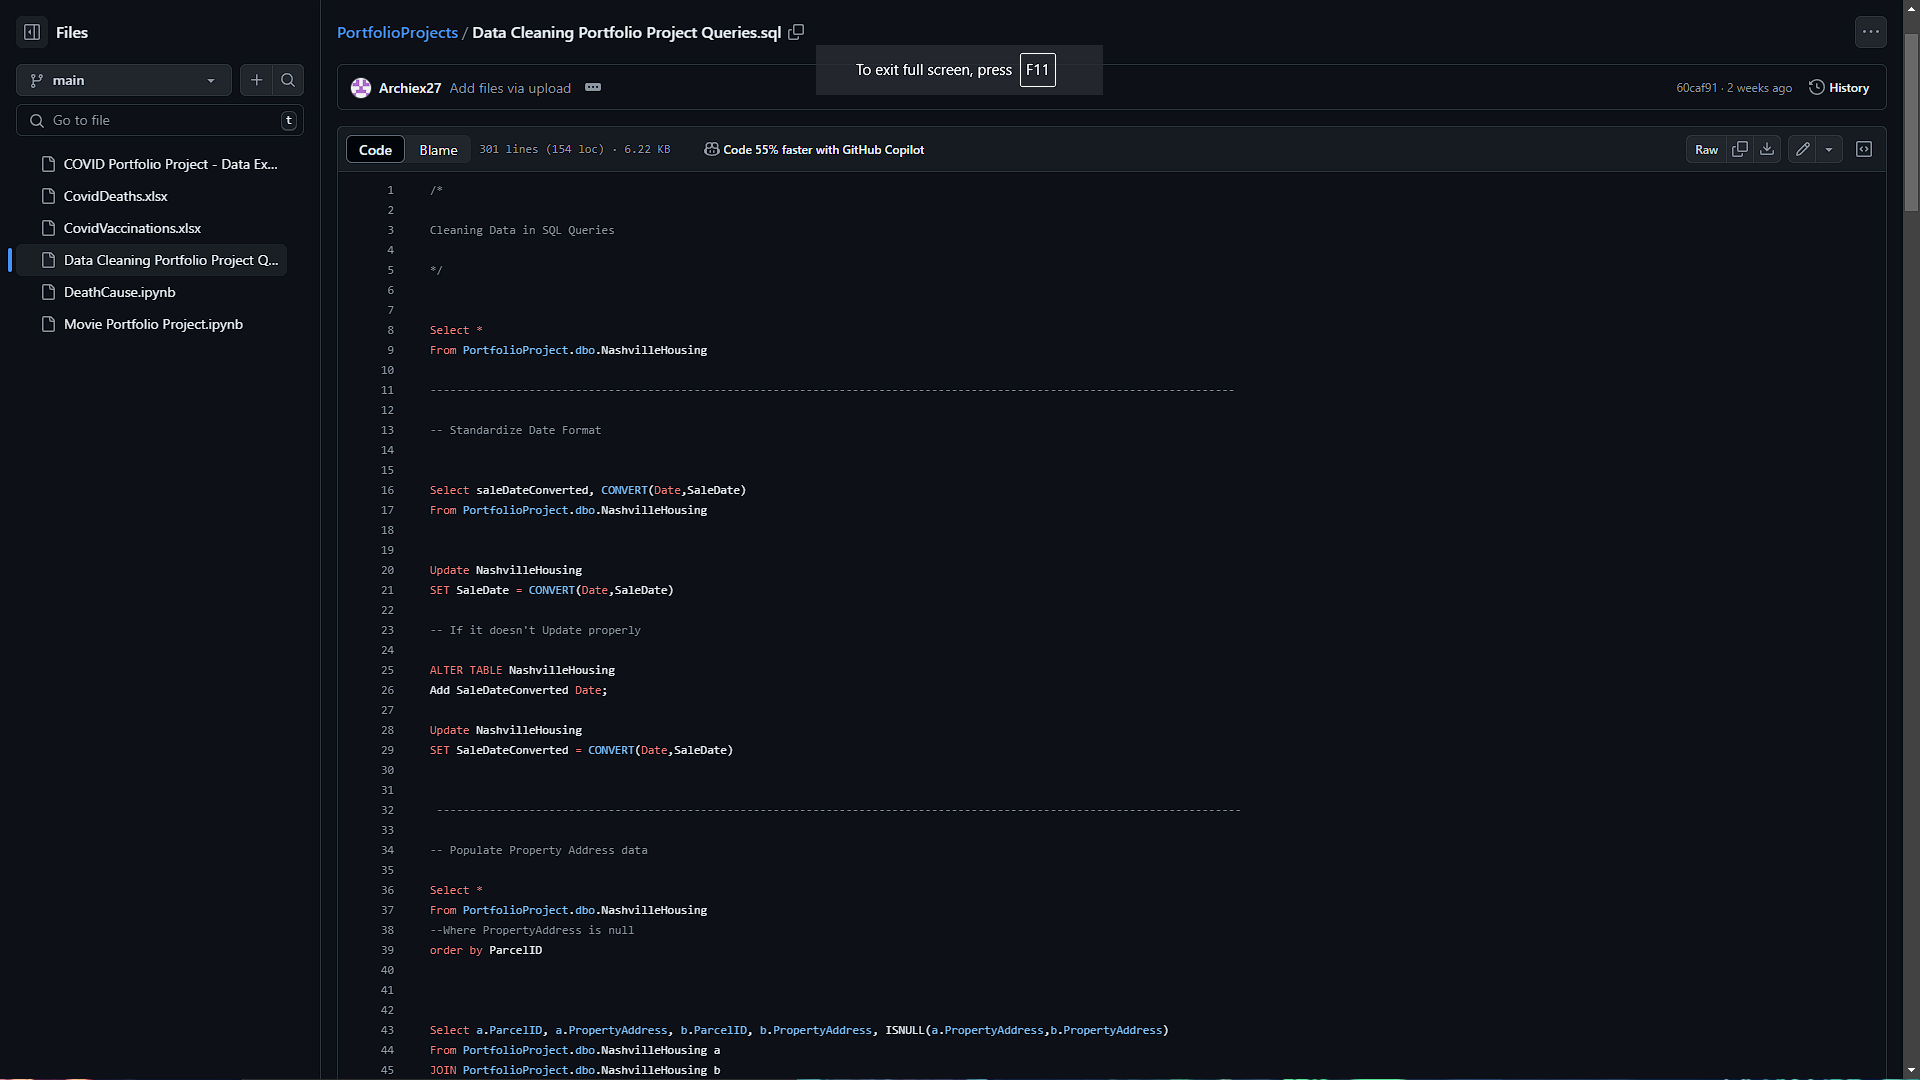 Files
main
Go to file
t
COVID Portfolio Project - Data Ex...
CovidDeaths.xlsx
CovidVaccinations.xlsx
Data Cleaning Portfolio Project Q...
DeathCause.ipynb
Movie Portfolio Project.ipynb
PortfolioProjects / Data Cleaning Portfolio Project Queries.sql
To exit full screen, press F11
Archiex27 Add files via upload
60caf91 · 2 weeks ago History
Code Blame 301 lines (154 loc) · 6.22 KB Code 55% faster with GitHub Copilot Raw
1 /*
2
3 Cleaning Data in SQL Queries
4
5 */
6
7
8 Select *
9 From PortfolioProject.dbo.NashvilleHousing
10
11 --------------------------------------------------------------------------------------------------------------------------
12
13 -- Standardize Date Format
14
15
16 Select saleDateConverted, CONVERT(Date,SaleDate)
17 From PortfolioProject.dbo.NashvilleHousing
18
19
20 Update NashvilleHousing
21 SET SaleDate = CONVERT(Date,SaleDate)
22
23 -- If it doesn't Update properly
24
25 ALTER TABLE NashvilleHousing
26 Add SaleDateConverted Date;
27
28 Update NashvilleHousing
29 SET SaleDateConverted = CONVERT(Date,SaleDate)
30
31
32 --------------------------------------------------------------------------------------------------------------------------
33
34 -- Populate Property Address data
35
36 Select *
37 From PortfolioProject.dbo.NashvilleHousing
38 --Where PropertyAddress is null
39 order by ParcelID
40
41
42
43 Select a.ParcelID, a.PropertyAddress, b.ParcelID, b.PropertyAddress, ISNULL(a.PropertyAddress,b.PropertyAddress)
44 From PortfolioProject.dbo.NashvilleHousing a
45 JOIN PortfolioProject.dbo.NashvilleHousing b